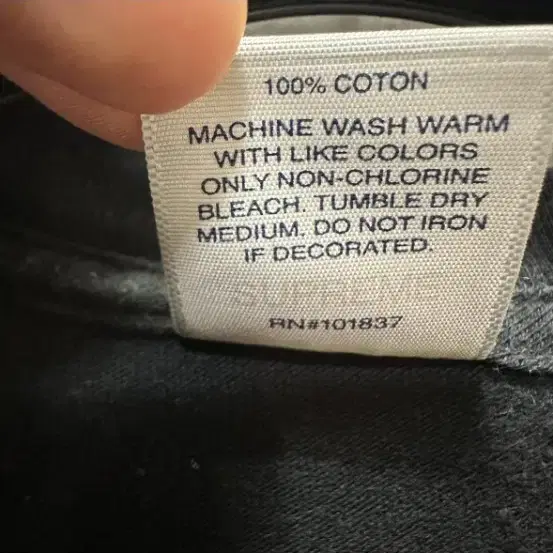 100% COTON
MACHINE WASH WARM
WITH LIKE COLORS
ONLY NON-CHLORINE
BLEACH. TUMBLE DRY
MEDIUM. DO NOT IRON
IF DECORATED.
SUPREME
RN#101837